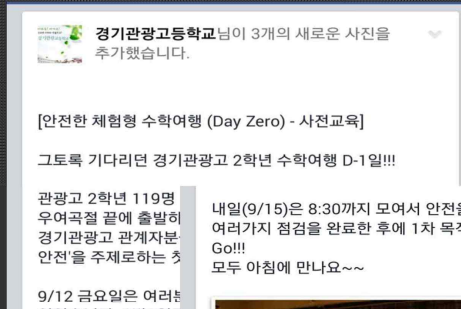 경기관광고등학교님이 3개의 새로운 사진을
추가했습니다.
[안전한 체험형 수학여행 (Day Zero) - 사전교육]
그토록 기다리던 경기관광고 2학년 수학여행 D-1일!!!
관광고 2학년 119명
우여곡절 끝에 출발하
경기관광고 관계자분
안전'을 주제로하는 첫
9/12 금요일은 여러분
내일(9/15)은 8:30까지 모여서 안전을
여러가지 점검을 완료한 후에 1차 목적
Go!!!
모두 아침에 만나요~~